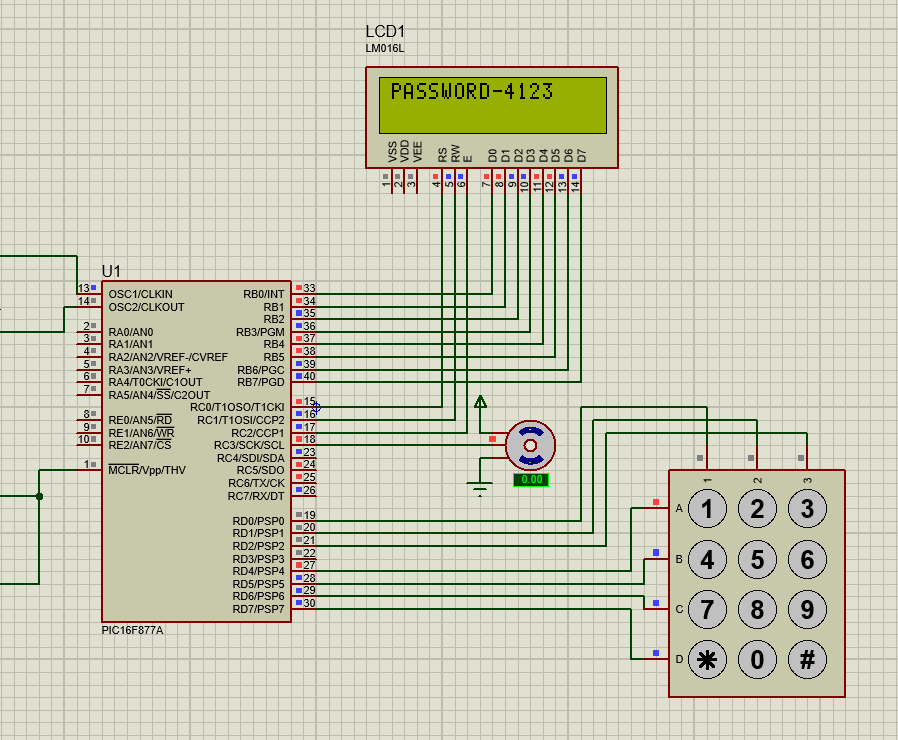 LCD1
LM016L
PASSWORD-4123
VSS VDD VEE RS RW E D0 D1 D2 D3 D4 D5 D6 D7
1 2 3 4 5 6 7 8 9 10 11 12 13 14
U1
13 OSC1/CLKIN RB0/INT 33
14 OSC2/CLKOUT RB1 34
RB2 35
2 RA0/AN0 RB3/PGM 36
3 RA1/AN1 RB4 37
4 RA2/AN2/VREF-/CVREF RB5 38
5 RA3/AN3/VREF+ RB6/PGC 39
6 RA4/T0CKI/C1OUT RB7/PGD 40
7 RA5/AN4/SS/C2OUT
RC0/T1OSO/T1CKI 15
8 RE0/AN5/RD RC1/T1OSI/CCP2 16
9 RE1/AN6/WR RC2/CCP1 17
10 RE2/AN7/CS RC3/SCK/SCL 18
RC4/SDI/SDA 23
1 MCLR/Vpp/THV RC5/SDO 24
RC6/TX/CK 25
RC7/RX/DT 26
RD0/PSP0 19
RD1/PSP1 20
RD2/PSP2 21
RD3/PSP3 22
RD4/PSP4 27
RD5/PSP5 28
RD6/PSP6 29
RD7/PSP7 30
PIC16F877A
0.00
1 2 3
A 1 2 3
B 4 5 6
C 7 8 9
D * 0 #